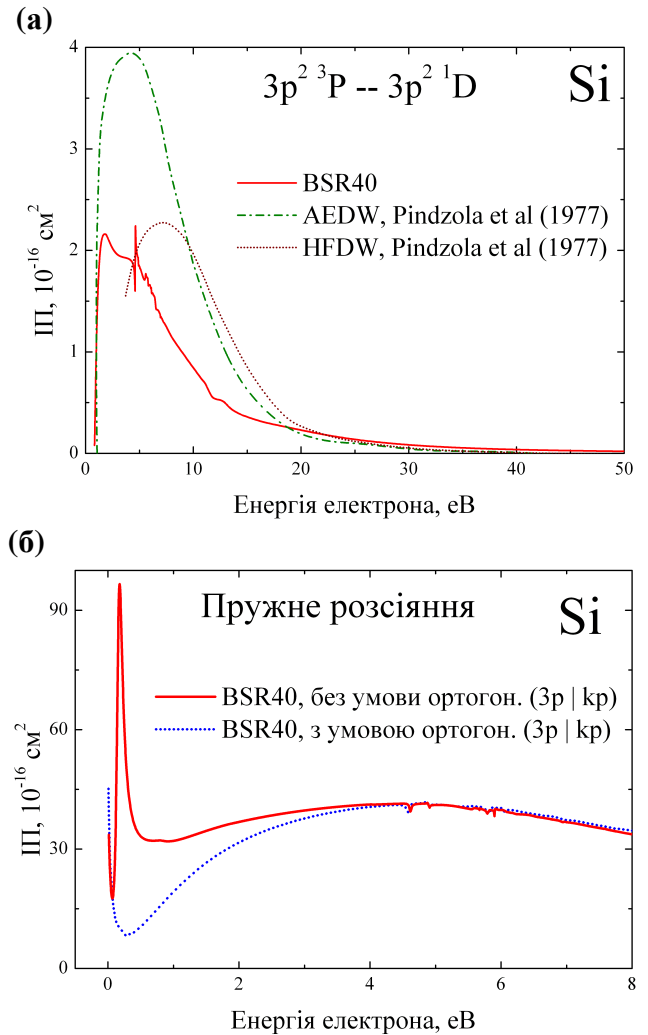 (а)
4
3p² ³P -- 3p² ¹D
Si
3
BSR40
AEDW, Pindzola et al (1977)
HFDW, Pindzola et al (1977)
2
1
0
ІП, 10⁻¹⁶ см²
0 10 20 30 40 50
Енергія електрона, еВ
(б)
90
Пружне розсіяння
Si
BSR40, без умови ортогон. (3p | kp)
BSR40, з умовою ортогон. (3p | kp)
60
30
0
ІП, 10⁻¹⁶ см²
0 2 4 6 8
Енергія електрона, еВ